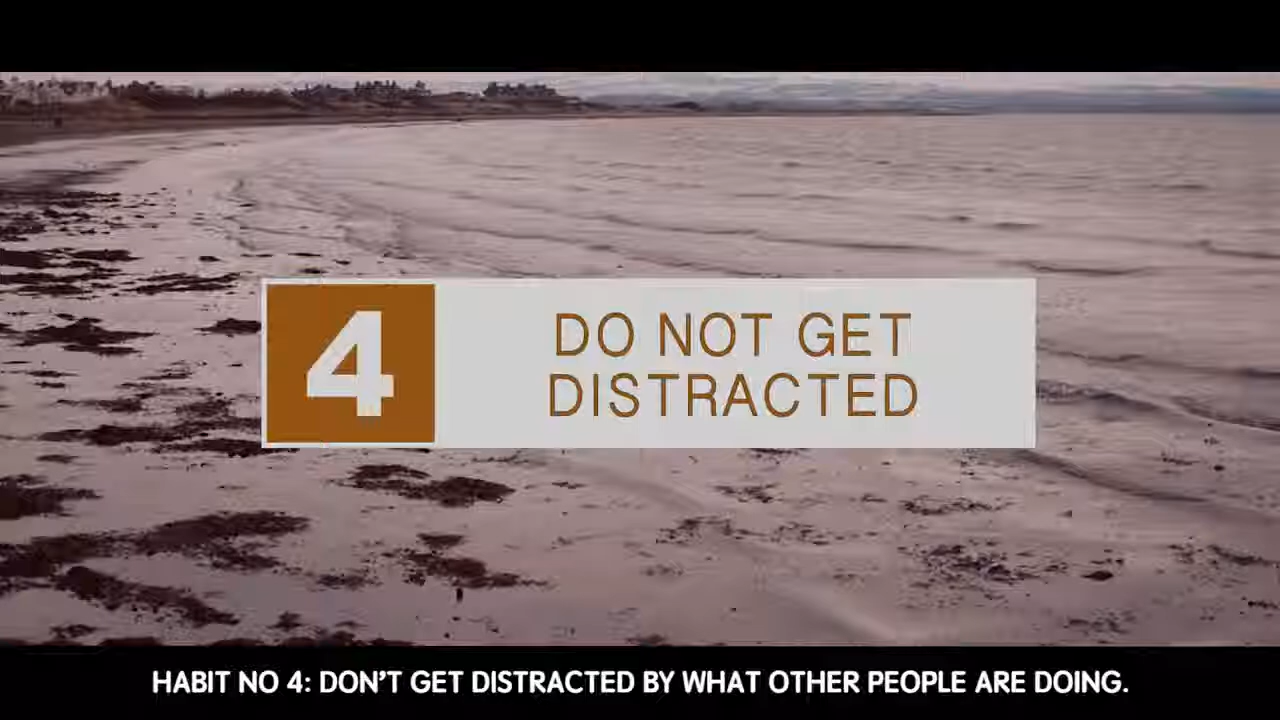 4
DO NOT GET
DISTRACTED
HABIT NO 4: DON'T GET DISTRACTED BY WHAT OTHER PEOPLE ARE DOING.